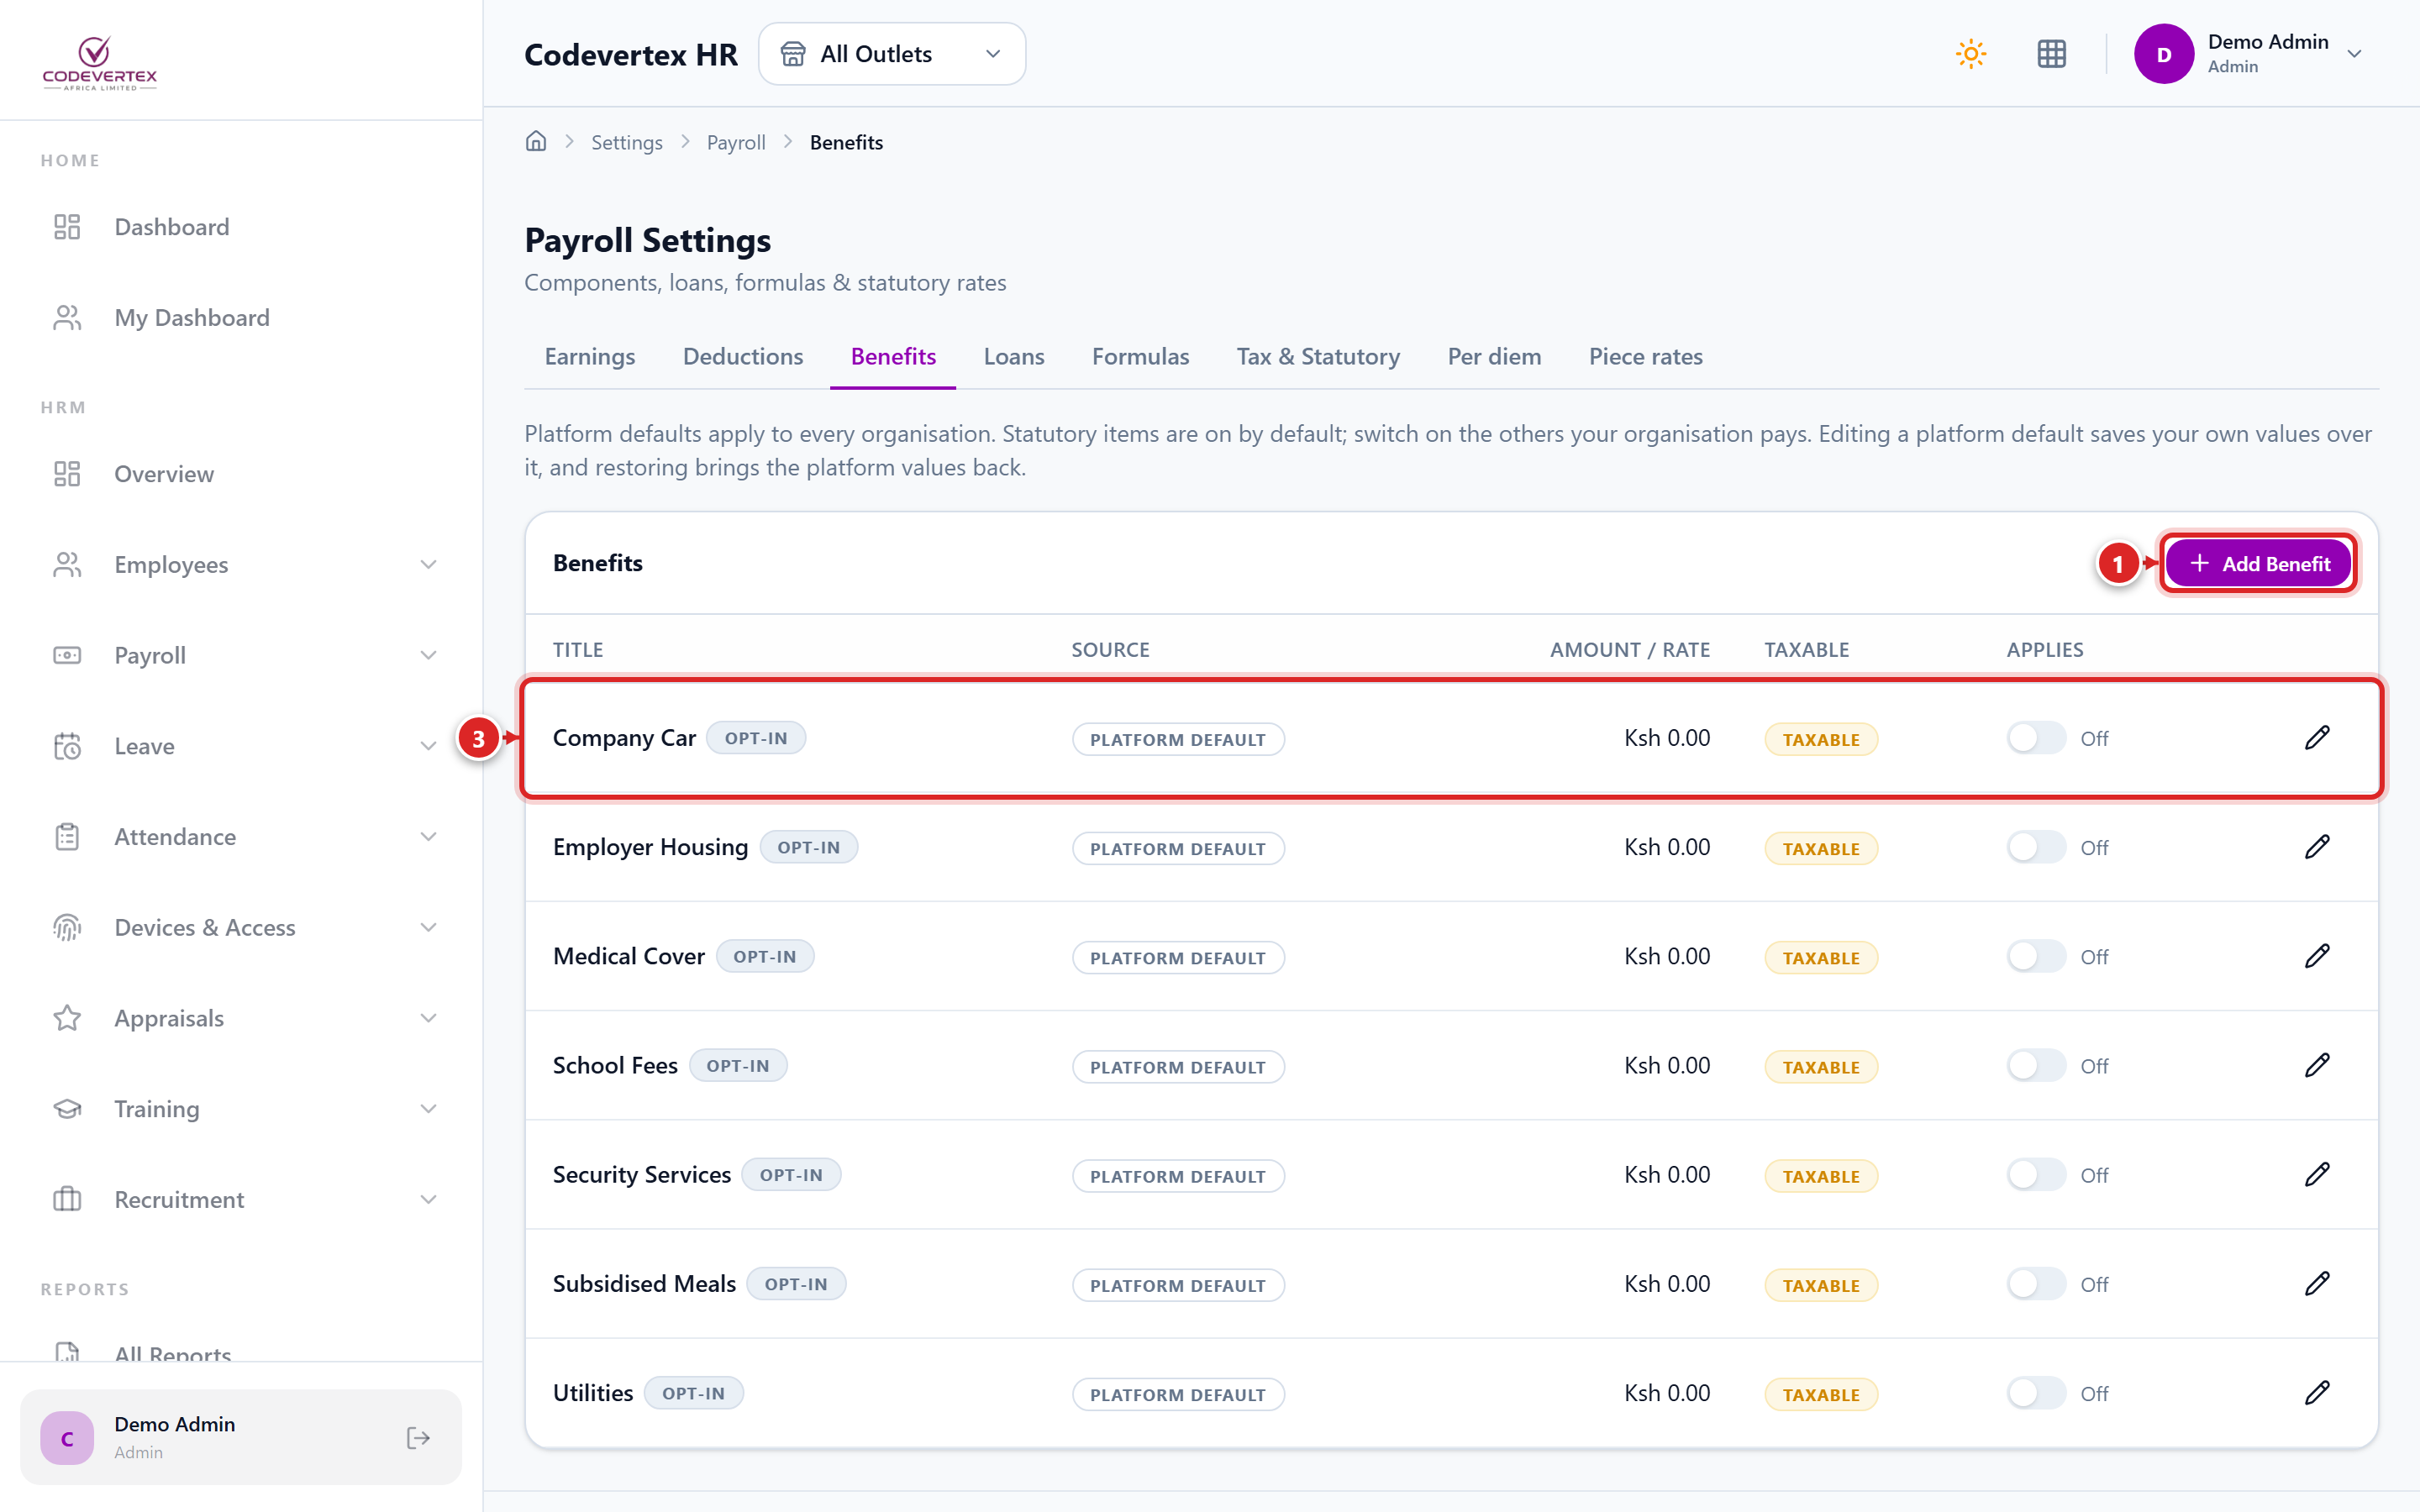 CODEVERTEX
AFRICA LIMITED
Codevertex HR
All Outlets
D
Demo Admin
Admin
HOME
Dashboard
My Dashboard
HRM
Overview
Employees
Payroll
Leave
Attendance
Devices & Access
Appraisals
Training
Recruitment
REPORTS
All Reports
C
Demo Admin
Admin
Settings
Payroll
Benefits
Payroll Settings
Components, loans, formulas & statutory rates
Earnings Deductions Benefits Loans Formulas Tax & Statutory Per diem Piece rates
Platform defaults apply to every organisation. Statutory items are on by default; switch on the others your organisation pays. Editing a platform default saves your own values over
it, and restoring brings the platform values back.
Benefits
1
Add Benefit
TITLE SOURCE AMOUNT / RATE TAXABLE APPLIES
3
Company Car OPT-IN PLATFORM DEFAULT Ksh 0.00 TAXABLE Off
Employer Housing OPT-IN PLATFORM DEFAULT Ksh 0.00 TAXABLE Off
Medical Cover OPT-IN PLATFORM DEFAULT Ksh 0.00 TAXABLE Off
School Fees OPT-IN PLATFORM DEFAULT Ksh 0.00 TAXABLE Off
Security Services OPT-IN PLATFORM DEFAULT Ksh 0.00 TAXABLE Off
Subsidised Meals OPT-IN PLATFORM DEFAULT Ksh 0.00 TAXABLE Off
Utilities OPT-IN PLATFORM DEFAULT Ksh 0.00 TAXABLE Off